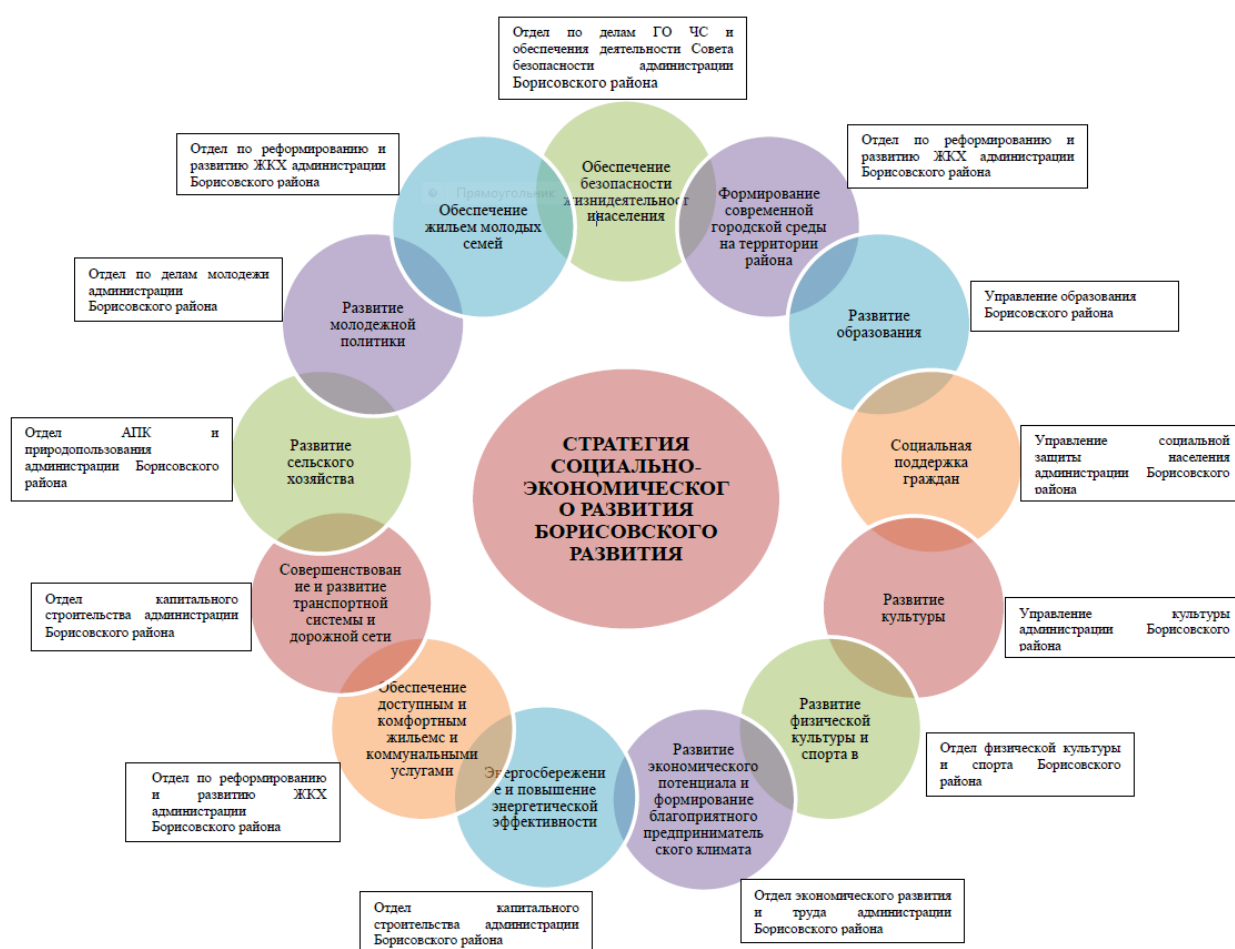 Отдел по делам ГО ЧС и
обеспечения деятельности Совета
безопасности администрации
Борисовского района
Отдел по реформированию и
развитию ЖКХ администрации
Борисовского района
Отдел по реформированию и
развитию ЖКХ администрации
Борисовского района
Обеспечение
безопасности
жизнидеятельност
инаселения
Прямоугольник
Формирование
современной
городской среды
на территории
района
Обеспечение
жильем молодых
семей
Отдел по делам молодежи
администрации
Борисовского района
Развитие
молодежной
политики
Развитие
образования
Управление образования
Борисовского района
Отдел АПК и
природопользования
администрации Борисовского
района
Развитие
сельского
хозяйства
СТРАТЕГИЯ
СОЦИАЛЬНО-
ЭКОНОМИЧЕСКОГ
О РАЗВИТИЯ
БОРИСОВСКОГО
РАЗВИТИЯ
Социальная
поддержка
граждан
Управление социальной
защиты населения
администрации Борисовского
района
Отдел капитального
строительства администрации
Борисовского района
Совершенствован
ие и развитие
транспортной
системы и
дорожной сети
Развитие
культуры
Управление культуры
администрации Борисовского
района
Обеспечение
доступным и
комфортным
жильемс и
коммунальными
услугами
Развитие
физической
культуры и
спорта в
Отдел физической культуры
и спорта Борисовского
района
Отдел по реформированию
и развитию ЖКХ
администрации
Борисовского района
Энергосбережени
е и повышение
энергетической
эффективности
Развитие
экономического
потенциала и
формирование
благоприятного
предприниматель
ского климата
Отдел капитального
строительства администрации
Борисовского района
Отдел экономического развития
и труда администрации
Борисовского района